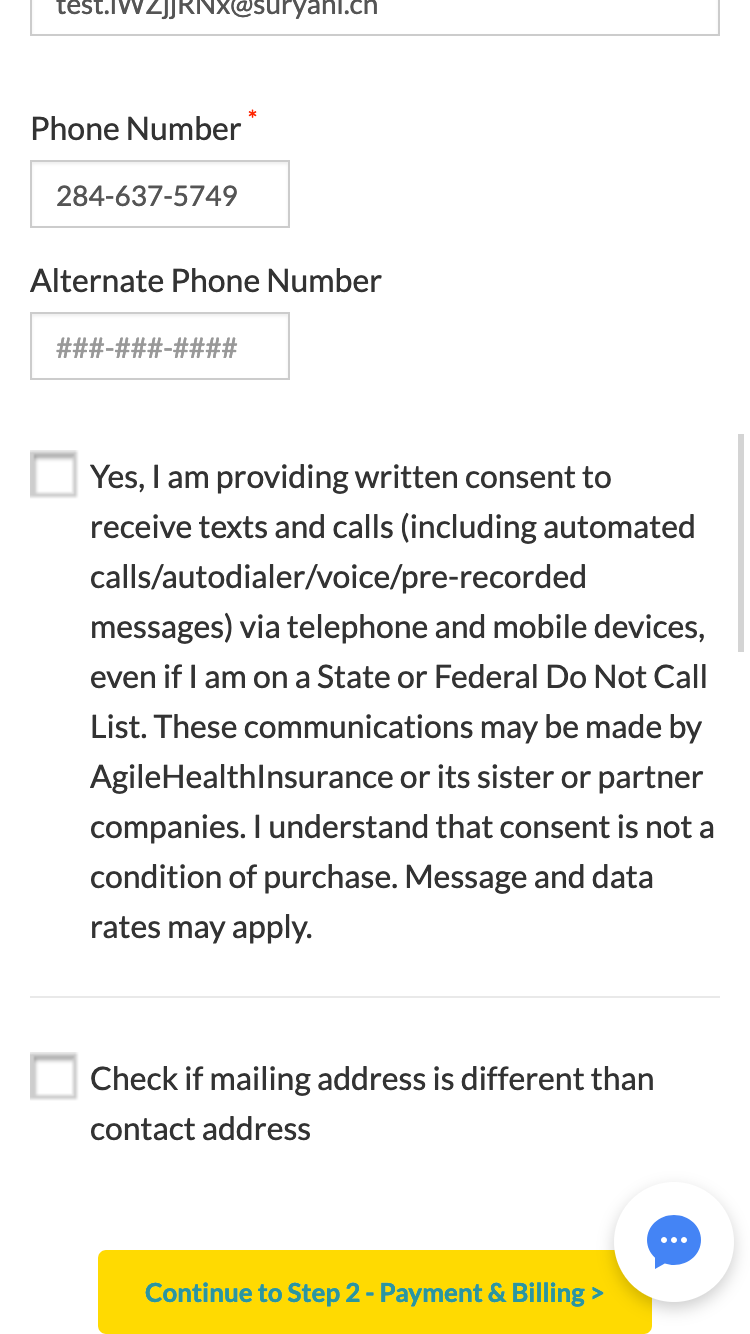 Phone Number *
284-637-5749
Alternate Phone Number
###-###-####
Yes, I am providing written consent to
receive texts and calls (including automated
calls/autodialer/voice/pre-recorded
messages) via telephone and mobile devices,
even if I am on a State or Federal Do Not Call
List. These communications may be made by
AgileHealthInsurance or its sister or partner
companies. I understand that consent is not a
condition of purchase. Message and data
rates may apply.
Check if mailing address is different than
contact address
Continue to Step 2 - Payment & Billing >